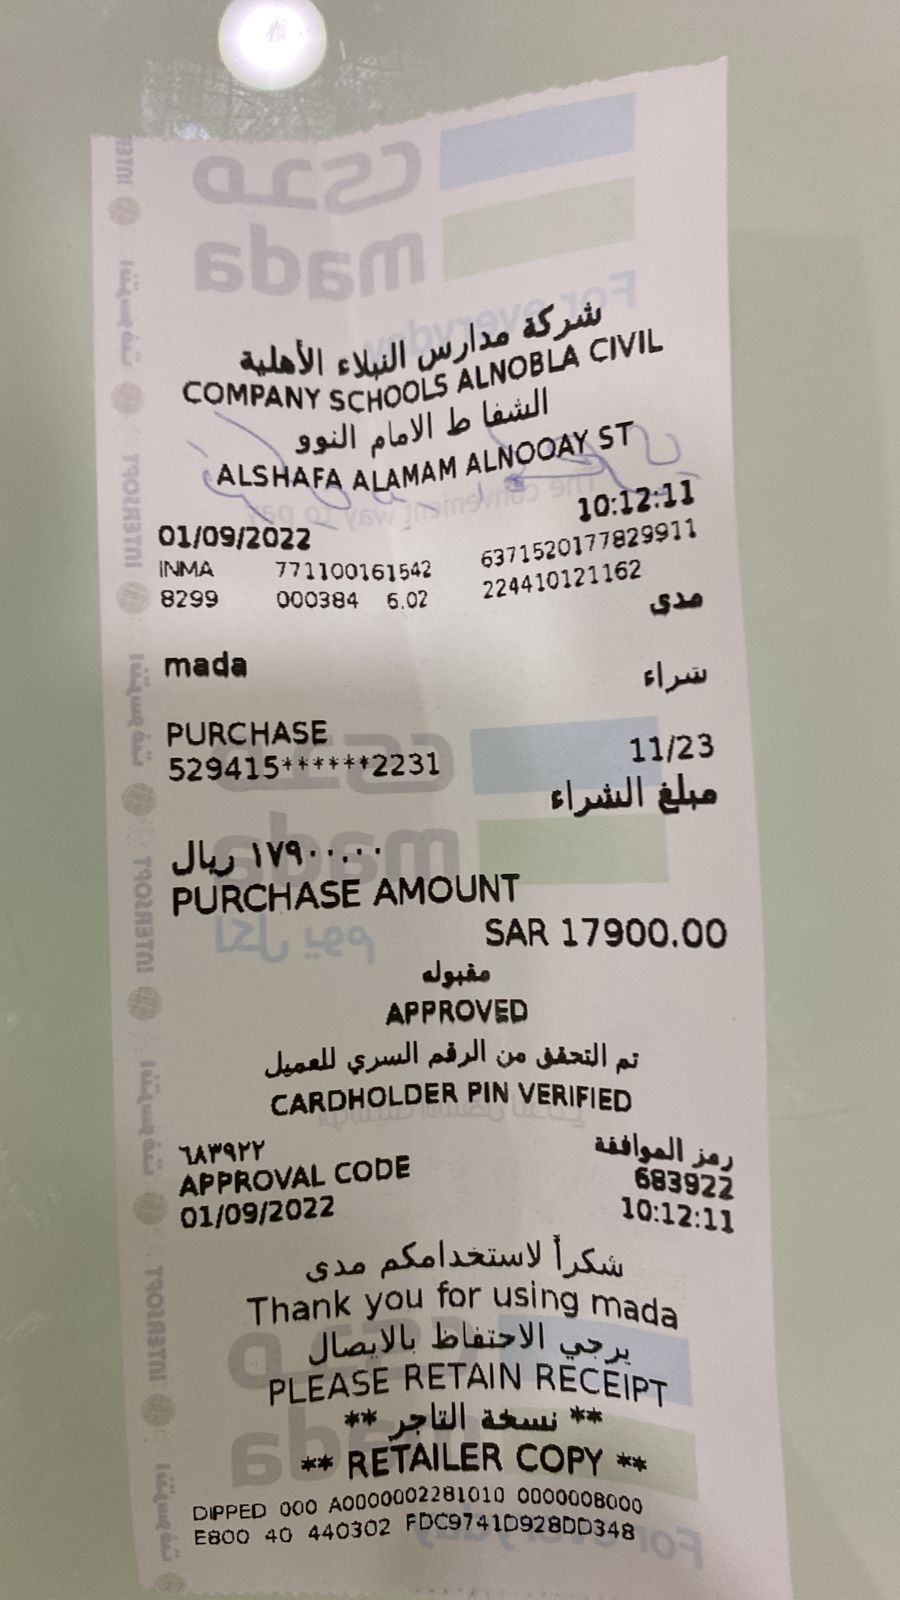 شركة مدارس النبلاء الأهلية
COMPANY SCHOOLS ALNOBLA CIVIL
الشفا ط الامام النوو
ALSHAFA ALAMAM ALNOOAY ST
01/09/2022 10:12:11
INMA 771100161542 6371520177829911
8299 000384 6.02 224410121162
مدى
mada
شراء
PURCHASE
529415******2231 11/23
مبلغ الشراء
١٧٩٠٠.٠٠ ريال
PURCHASE AMOUNT
SAR 17900.00
مقبوله
APPROVED
تم التحقق من الرقم السري للعميل
CARDHOLDER PIN VERIFIED
٦٨٣٩٢٢ رمز الموافقة
APPROVAL CODE 683922
01/09/2022 10:12:11
شكراً لاستخدامكم مدى
Thank you for using mada
يرجي الاحتفاظ بالايصال
PLEASE RETAIN RECEIPT
** نسخة التاجر **
** RETAILER COPY **
DIPPED 000 A0000002281010 0000008000
E800 40 440302 FDC9741D928DD348